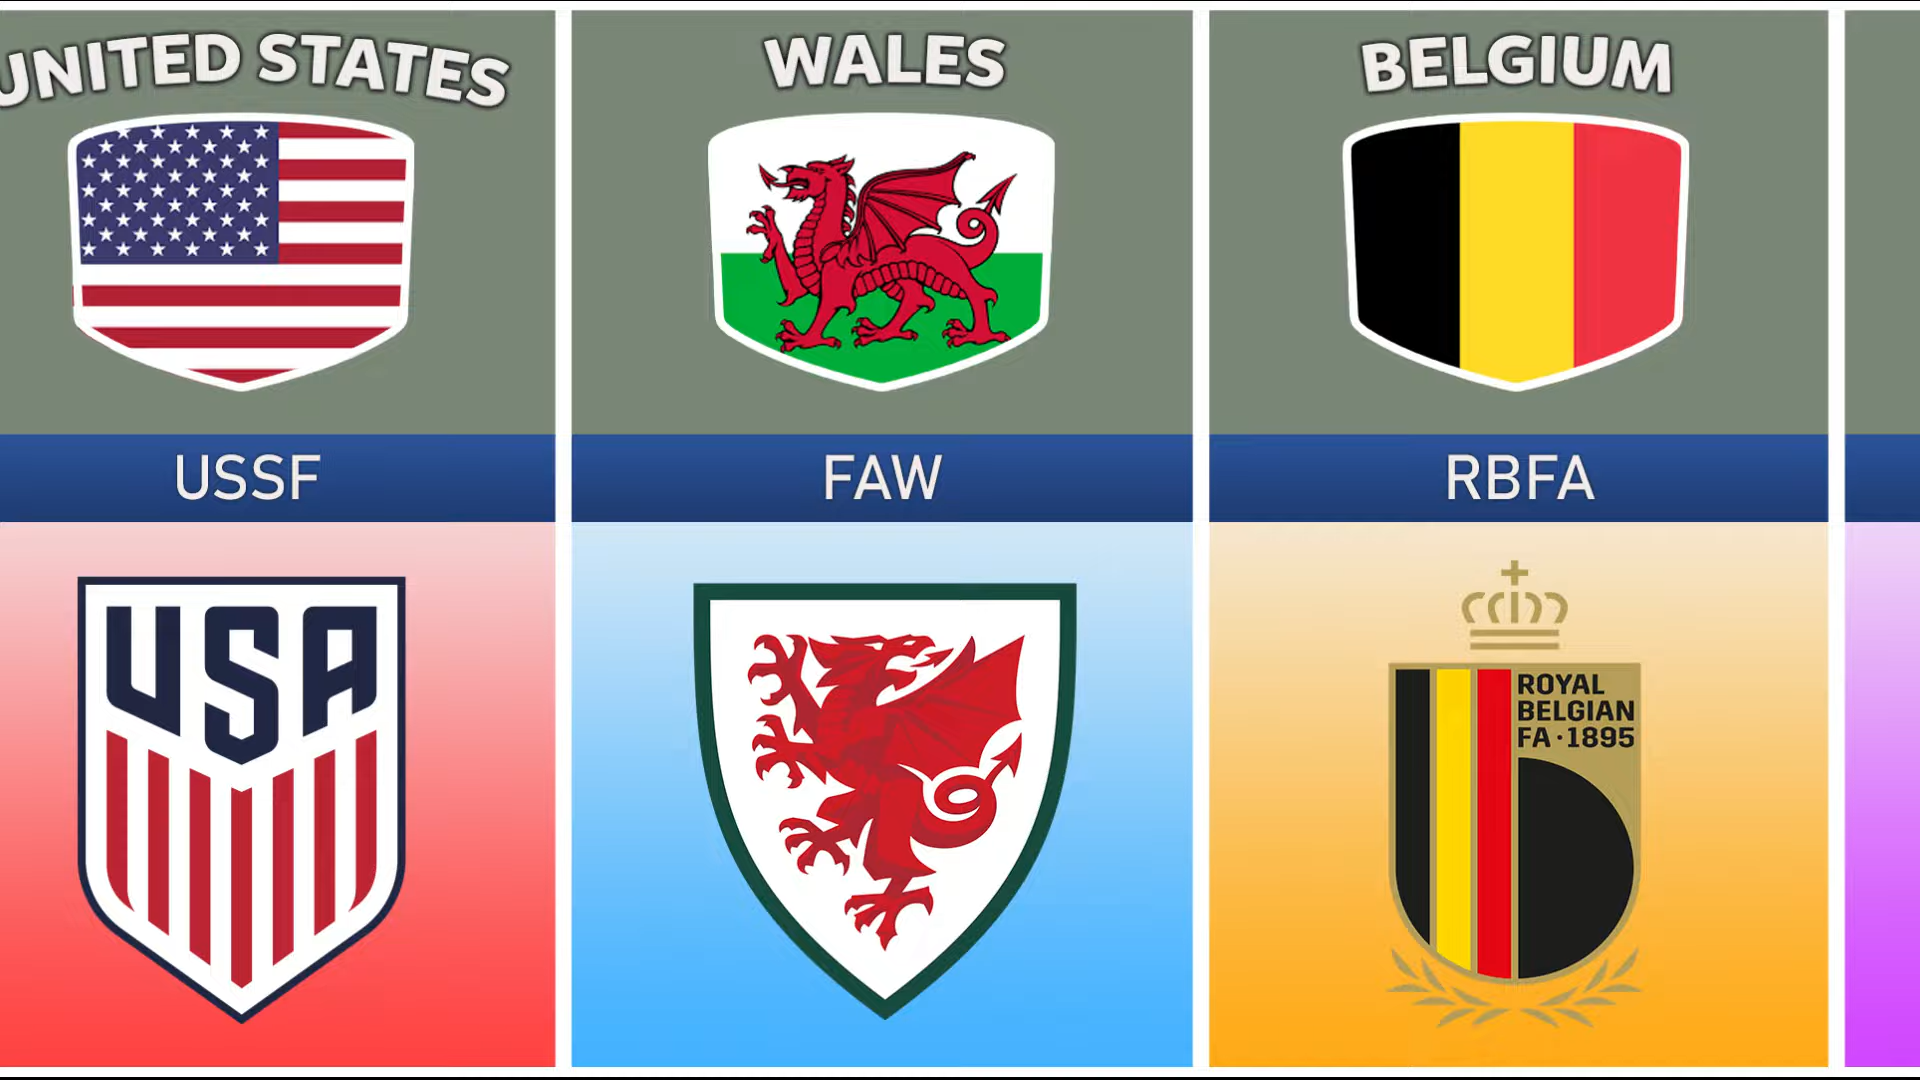 UNITED STATES
WALES
BELGIUM
USSF
FAW
RBFA
USA
ROYAL
BELGIAN
FA·1895